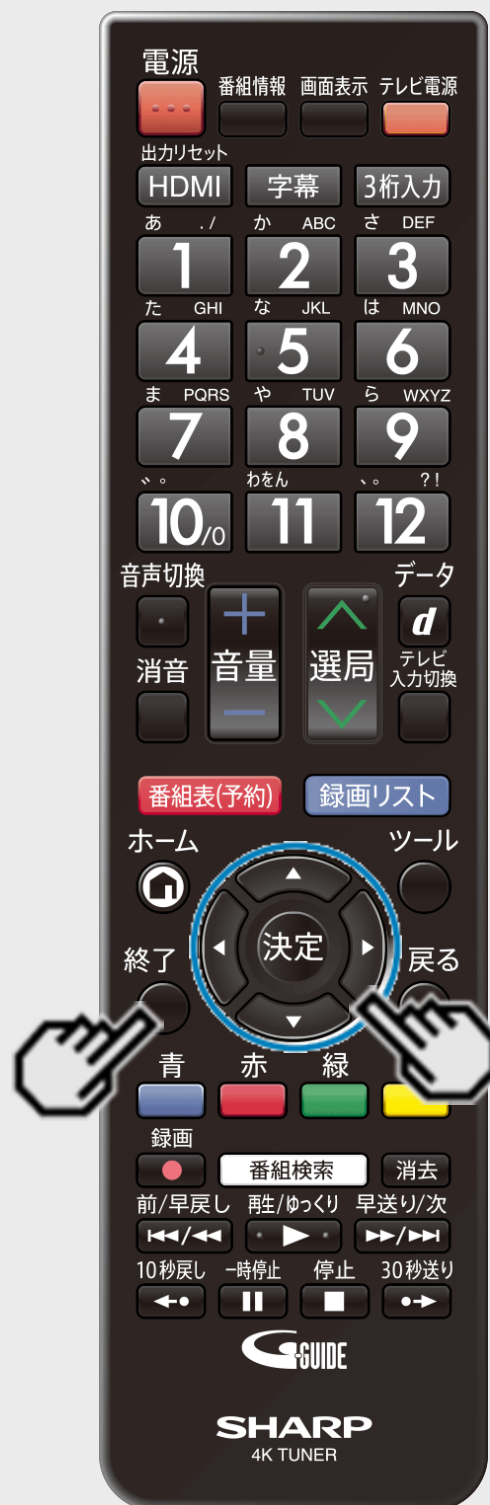 電源
番組情報 画面表示 テレビ電源
出力リセット
HDMI 字幕 3桁入力
あ ./ か ABC さ DEF
1 2 3
た GHI な JKL は MNO
4 5 6
ま PQRS や TUV ら WXYZ
7 8 9
゛゜ わをん 、。 ?!
10/0 11 12
音声切換 データ
+ d
消音 音量 選局 テレビ
入力切換
番組表(予約) 録画リスト
ホーム ツール
決定
終了 戻る
青 赤 緑
録画
番組検索 消去
前/早戻し 再生/ゆっくり 早送り/次
10秒戻し 一時停止 停止 30秒送り
G-GUIDE
SHARP
4K TUNER